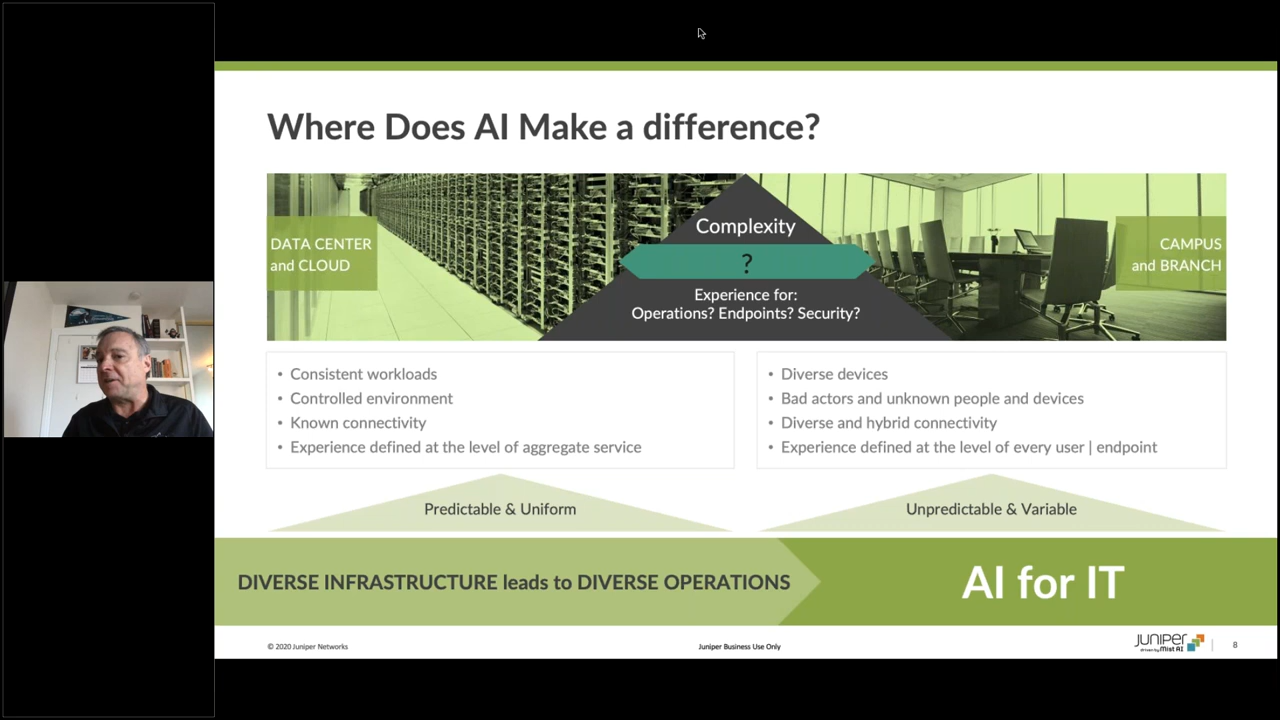 Where Does AI Make a difference?
DATA CENTER
and CLOUD
Complexity
?
Experience for:
Operations? Endpoints? Security?
CAMPUS
and BRANCH
• Consistent workloads
• Controlled environment
• Known connectivity
• Experience defined at the level of aggregate service
• Diverse devices
• Bad actors and unknown people and devices
• Diverse and hybrid connectivity
• Experience defined at the level of every user | endpoint
Predictable & Uniform
Unpredictable & Variable
DIVERSE INFRASTRUCTURE leads to DIVERSE OPERATIONS
AI for IT
© 2020 Juniper Networks
Juniper Business Use Only
JUNIPER
driven by Mist AI
8